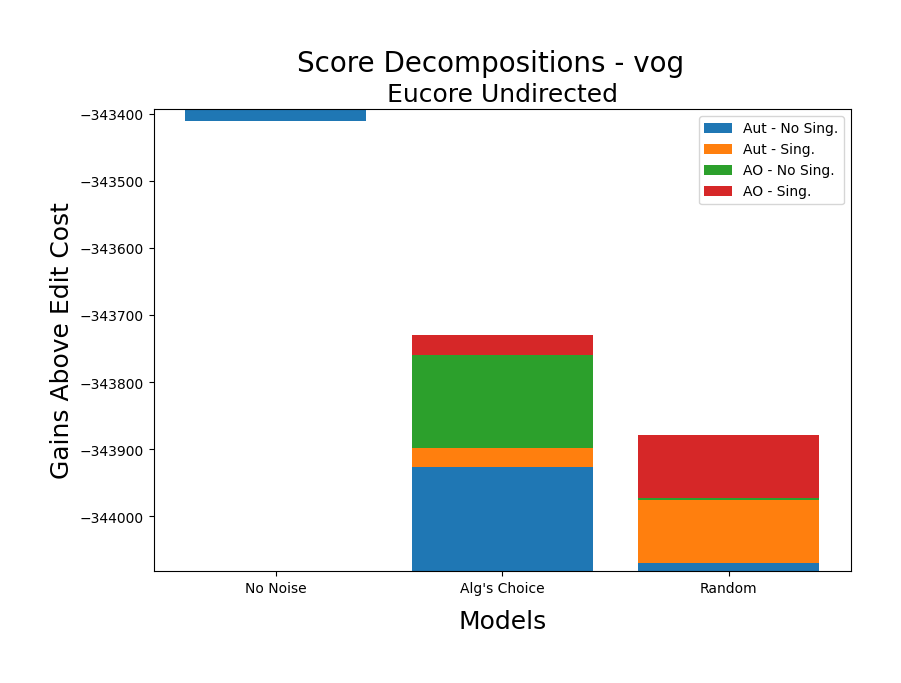 Score Decompositions - vog
Eucore Undirected
Gains Above Edit Cost
−343400
−343500
−343600
−343700
−343800
−343900
−344000
Aut - No Sing.
Aut - Sing.
AO - No Sing.
AO - Sing.
No Noise
Alg's Choice
Random
Models